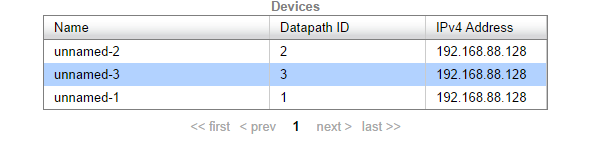 Devices
Name Datapath ID IPv4 Address
unnamed-2 2 192.168.88.128
unnamed-3 3 192.168.88.128
unnamed-1 1 192.168.88.128
<< first < prev 1 next > last >>